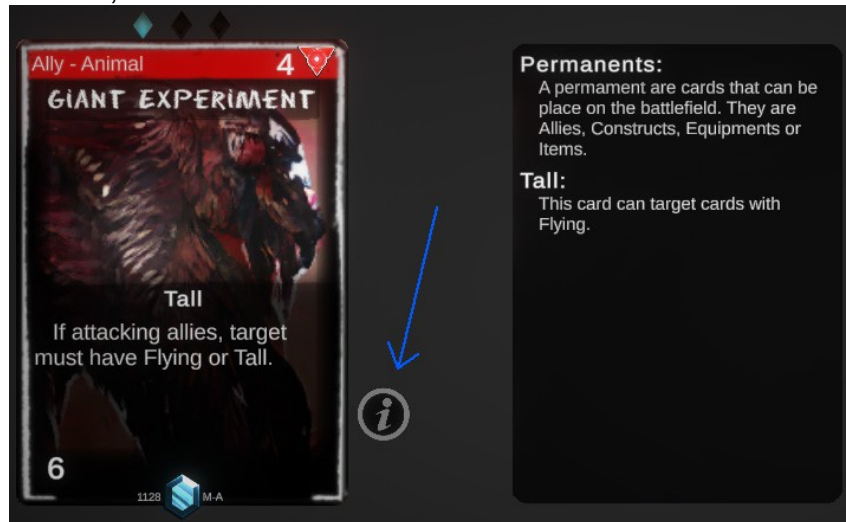 Ally - Animal 4
GIANT EXPERIMENT
Tall
If attacking allies, target
must have Flying or Tall.
6
1128 M-A
i
Permanents:
A permament are cards that can be
place on the battlefield. They are
Allies, Constructs, Equipments or
Items.
Tall:
This card can target cards with
Flying.